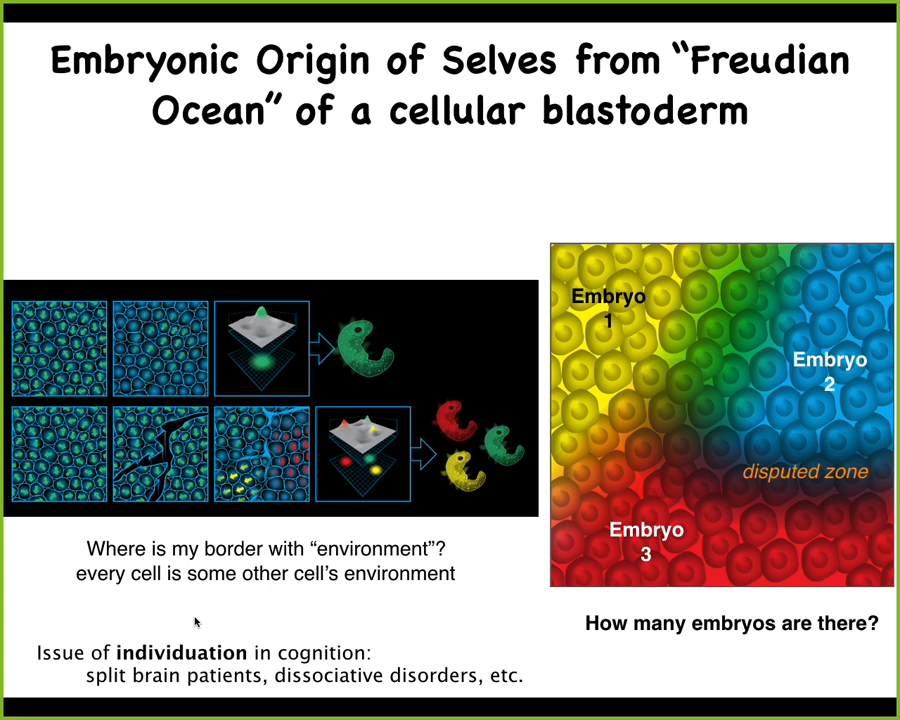 Embryonic Origin of Selves from “Freudian
Ocean” of a cellular blastoderm
Embryo
1
Embryo
2
disputed zone
Embryo
3
Where is my border with “environment”?
every cell is some other cell’s environment
How many embryos are there?
Issue of individuation in cognition:
split brain patients, dissociative disorders, etc.